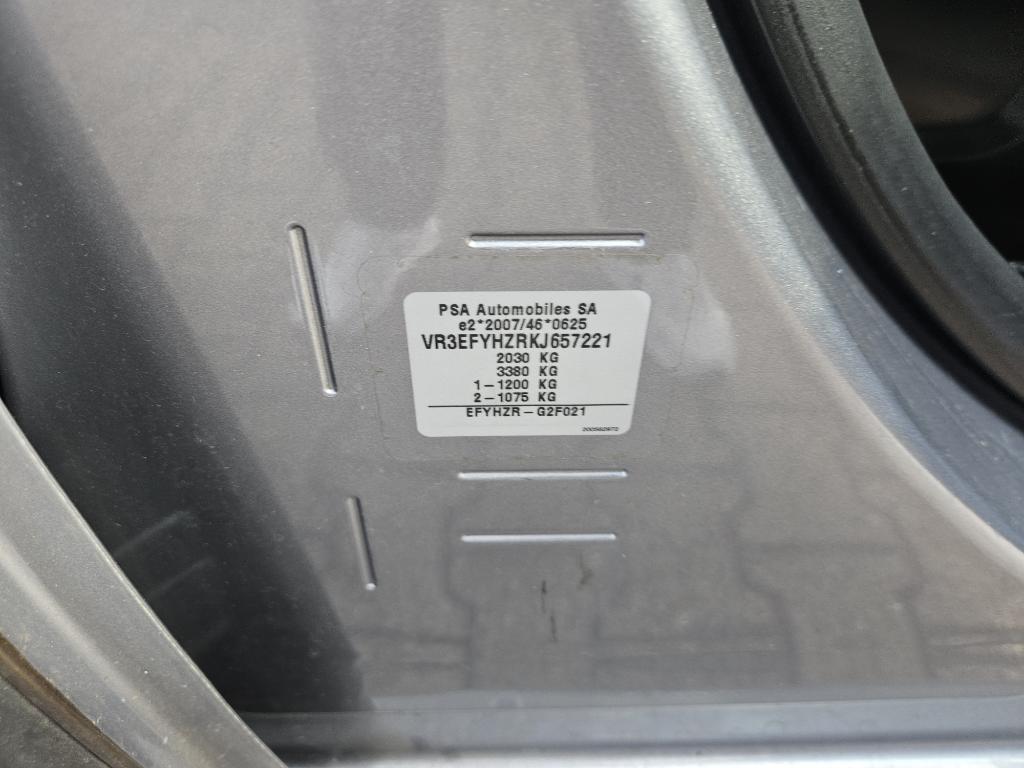 PSA Automobiles SA
e2*2007/46*0625
VR3EFYHZRKJ657221
2030 KG
3380 KG
1-1200 KG
2-1075 KG
EFYHZR-G2F021